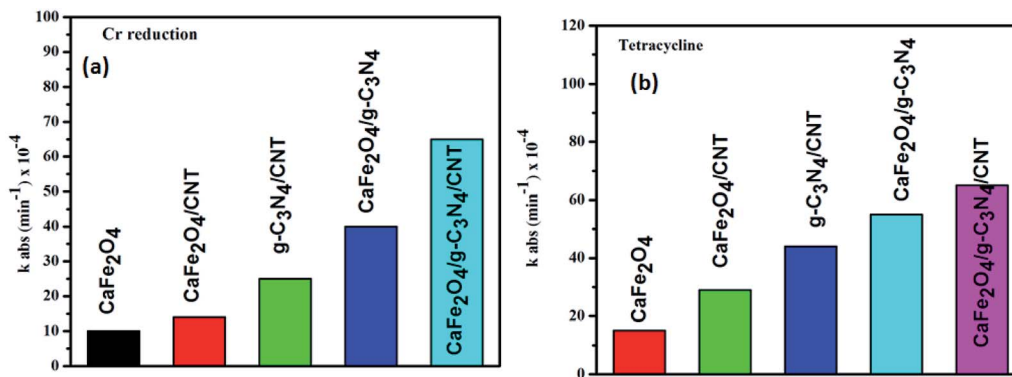 Cr reduction
(a)
k abs (min⁻¹) x 10⁻⁴
100
90
80
70
60
50
40
30
20
10
0
CaFe₂O₄
CaFe₂O₄/CNT
g-C₃N₄/CNT
CaFe₂O₄/g-C₃N₄
CaFe₂O₄/g-C₃N₄/CNT
Tetracycline
(b)
k abs (min⁻¹) x 10⁻⁴
120
100
80
60
40
20
0
CaFe₂O₄
CaFe₂O₄/CNT
g-C₃N₄/CNT
CaFe₂O₄/g-C₃N₄
CaFe₂O₄/g-C₃N₄/CNT